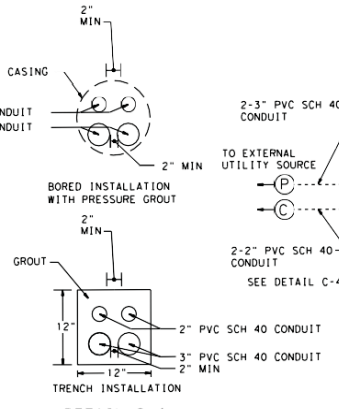 2"
MIN
CASING
CONDUIT
CONDUIT
2" MIN
BORED INSTALLATION
WITH PRESSURE GROUT
2"
MIN
GROUT
12"
2" PVC SCH 40 CONDUIT
3" PVC SCH 40 CONDUIT
2" MIN
12"
TRENCH INSTALLATION
2-3" PVC SCH 40
CONDUIT
TO EXTERNAL
UTILITY SOURCE
P
C
2-2" PVC SCH 40
CONDUIT
SEE DETAIL C-4